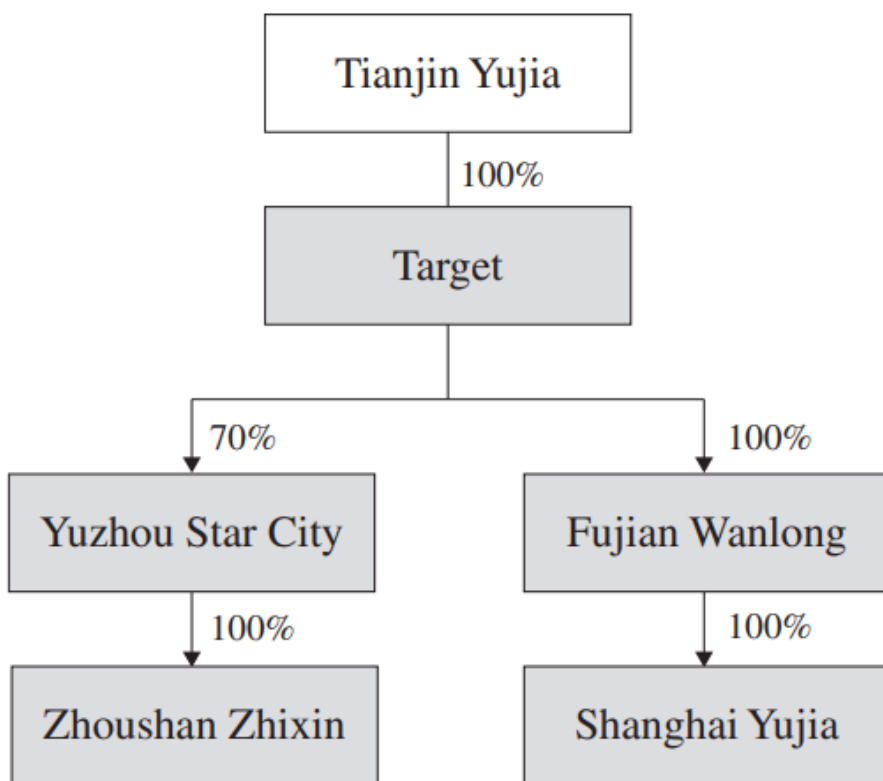 Tianjin Yujia
100%
Target
70%
100%
Yuzhou Star City
Fujian Wanlong
100%
100%
Zhoushan Zhixin
Shanghai Yujia